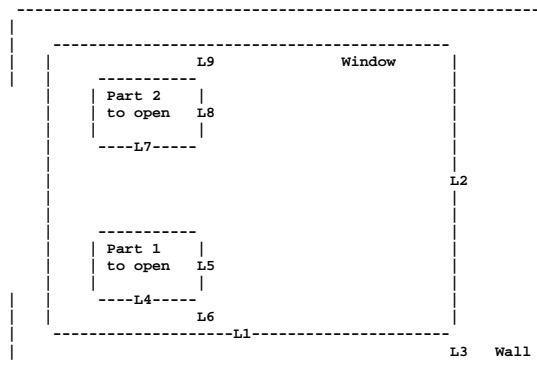 L9 Window
Part 2
to open L8
L7
L2
Part 1
to open L5
L4
L6
L1
L3 Wall